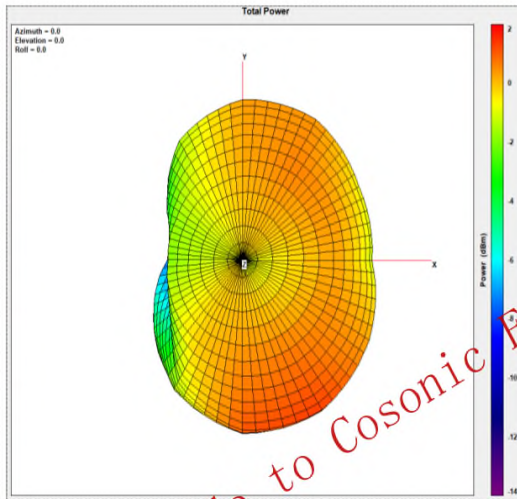 Total Power
Azimuth = 0.0
Elevation = 0.0
Roll = 0.0
Y
X
Z
2
0
-2
-4
-6
-8
-10
-12
-14
Power (dBm)
to Cosonic